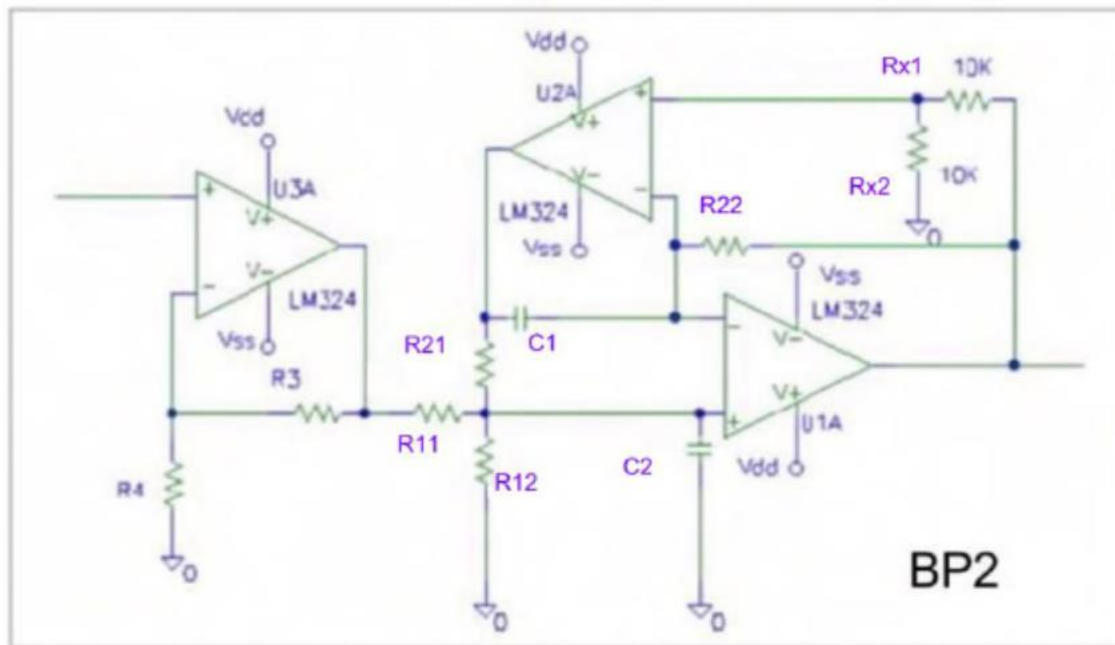 Vdd
Rx1
10K
U2A
+
V+
Vdd
V-
-
Rx2
10K
+
U3A
LM324
R22
0
V+
Vss
Vss
V-
-
LM324
-
LM324
V-
Vss
R21
C1
V+
R3
+
U1A
R11
C2
Vdd
R4
R12
0
BP2
0
0